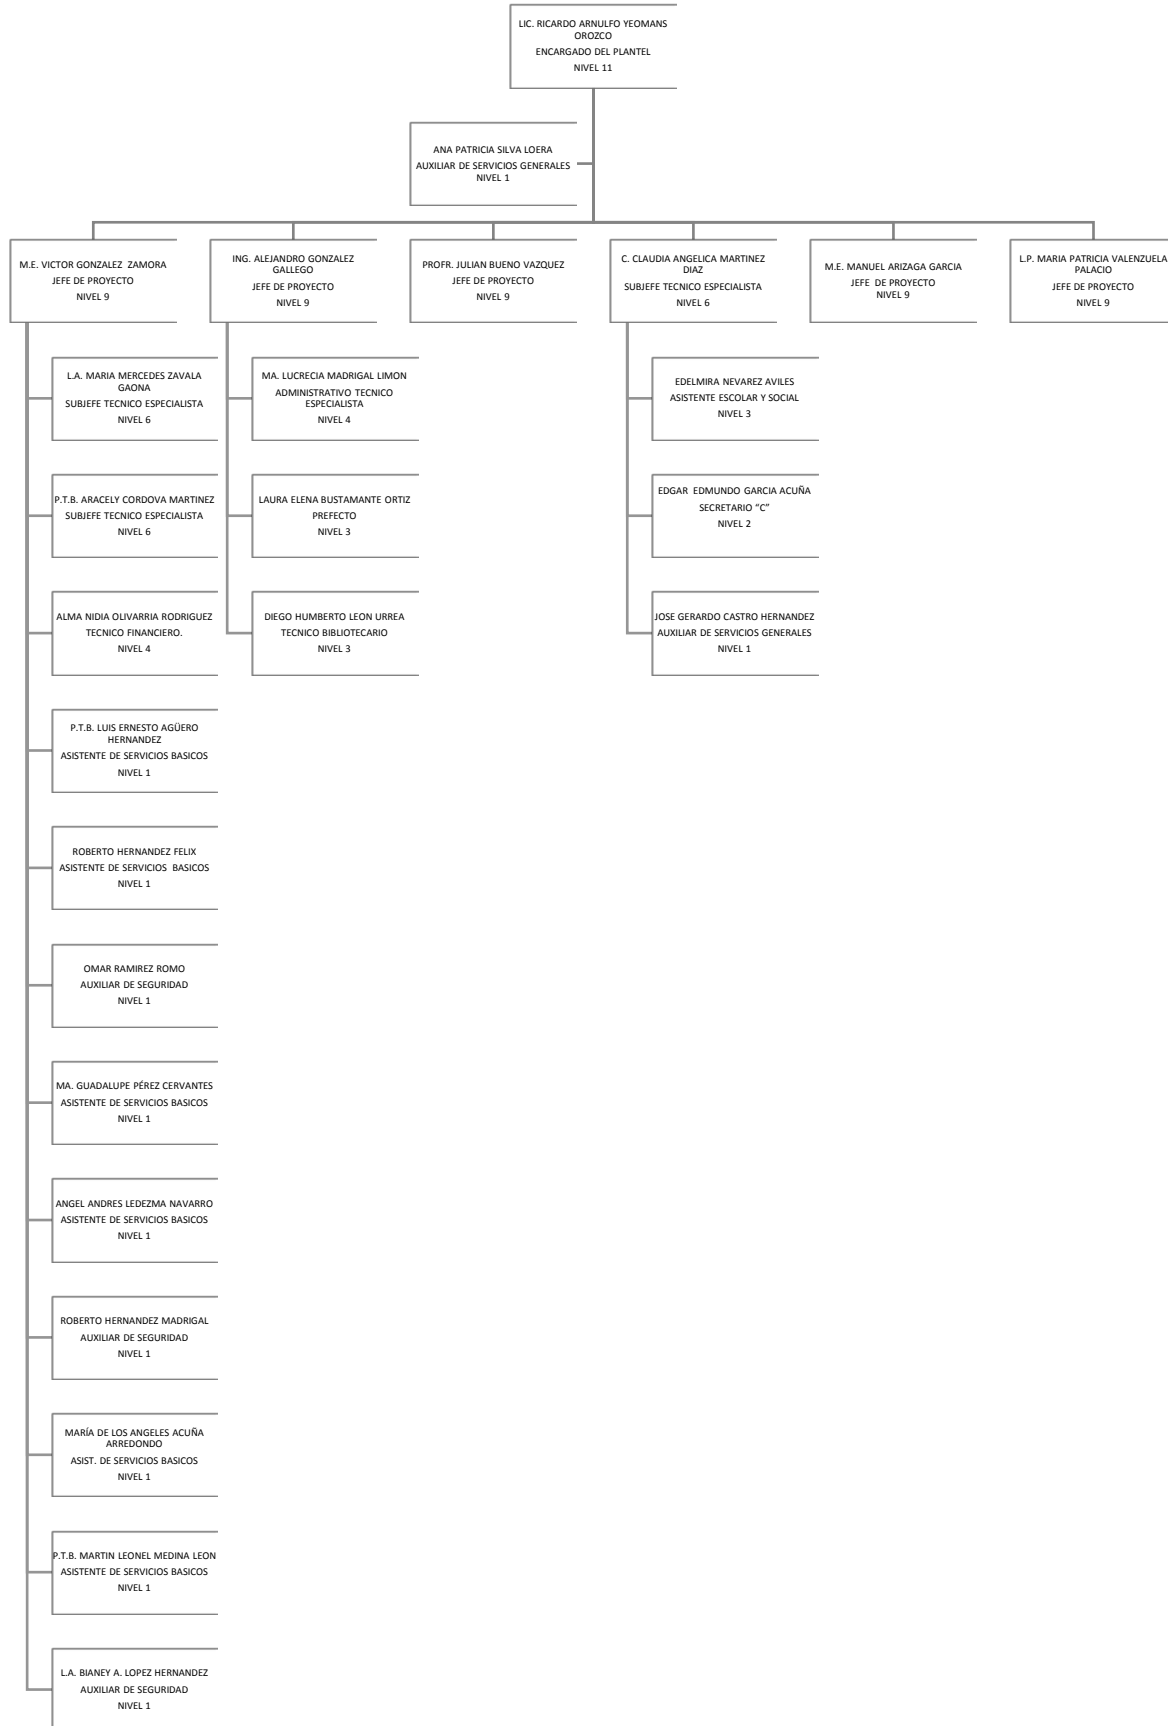 LIC. RICARDO ARNULFO YEOMANS
OROZCO
ENCARGADO DEL PLANTEL
NIVEL 11
ANA PATRICIA SILVA LOERA
AUXILIAR DE SERVICIOS GENERALES
NIVEL 1
M.E. VICTOR GONZALEZ  ZAMORA
JEFE DE PROYECTO
NIVEL 9
ING. ALEJANDRO GONZALEZ
GALLEGO
JEFE DE PROYECTO
NIVEL 9
PROFR. JULIAN BUENO VAZQUEZ
JEFE DE PROYECTO
NIVEL 9
C. CLAUDIA ANGELICA MARTINEZ
DIAZ
SUBJEFE TECNICO ESPECIALISTA
NIVEL 6
M.E. MANUEL ARIZAGA GARCIA
JEFE  DE PROYECTO
NIVEL 9
L.P. MARIA PATRICIA VALENZUELA
PALACIO
JEFE DE PROYECTO
NIVEL 9
L.A. MARIA MERCEDES ZAVALA
GAONA
SUBJEFE TECNICO ESPECIALISTA
NIVEL 6
P.T.B. ARACELY CORDOVA MARTINEZ
SUBJEFE TECNICO ESPECIALISTA
NIVEL 6
ALMA NIDIA OLIVARRIA RODRIGUEZ
TECNICO FINANCIERO.
NIVEL 4
P.T.B. LUIS ERNESTO AGÜERO
HERNANDEZ
ASISTENTE DE SERVICIOS BASICOS
NIVEL 1
ROBERTO HERNANDEZ FELIX
ASISTENTE DE SERVICIOS  BASICOS
NIVEL 1
OMAR RAMIREZ ROMO
AUXILIAR DE SEGURIDAD
NIVEL 1
MA. GUADALUPE PÉREZ CERVANTES
ASISTENTE DE SERVICIOS BASICOS
NIVEL 1
ANGEL ANDRES LEDEZMA NAVARRO
ASISTENTE DE SERVICIOS BASICOS
NIVEL 1
ROBERTO HERNANDEZ MADRIGAL
AUXILIAR DE SEGURIDAD
NIVEL 1
MARÍA DE LOS ANGELES ACUÑA
ARREDONDO
ASIST. DE SERVICIOS BASICOS
NIVEL 1
P.T.B. MARTIN LEONEL MEDINA LEON
ASISTENTE DE SERVICIOS BASICOS
NIVEL 1
L.A. BIANEY A. LOPEZ HERNANDEZ
AUXILIAR DE SEGURIDAD
NIVEL 1
MA. LUCRECIA MADRIGAL LIMON
ADMINISTRATIVO TECNICO
ESPECIALISTA
NIVEL 4
LAURA ELENA BUSTAMANTE ORTIZ
PREFECTO
NIVEL 3
DIEGO HUMBERTO LEON URREA
TECNICO BIBLIOTECARIO
NIVEL 3
EDELMIRA NEVAREZ AVILES
ASISTENTE ESCOLAR Y SOCIAL
NIVEL 3
EDGAR  EDMUNDO GARCIA ACUÑA
SECRETARIO “C”
NIVEL 2
JOSE GERARDO CASTRO HERNANDEZ
AUXILIAR DE SERVICIOS GENERALES
NIVEL 1